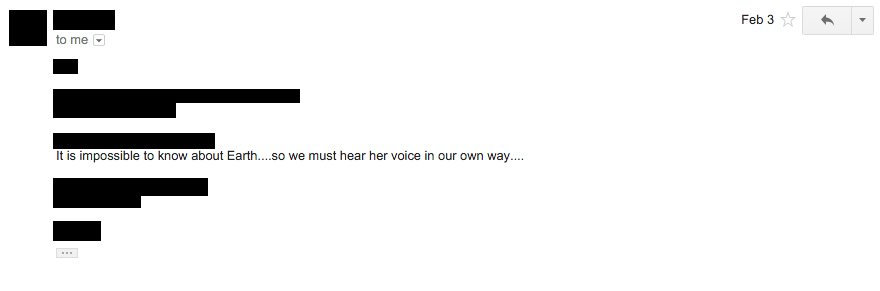 Feb 3
to me
It is impossible to know about Earth....so we must hear her voice in our own way....